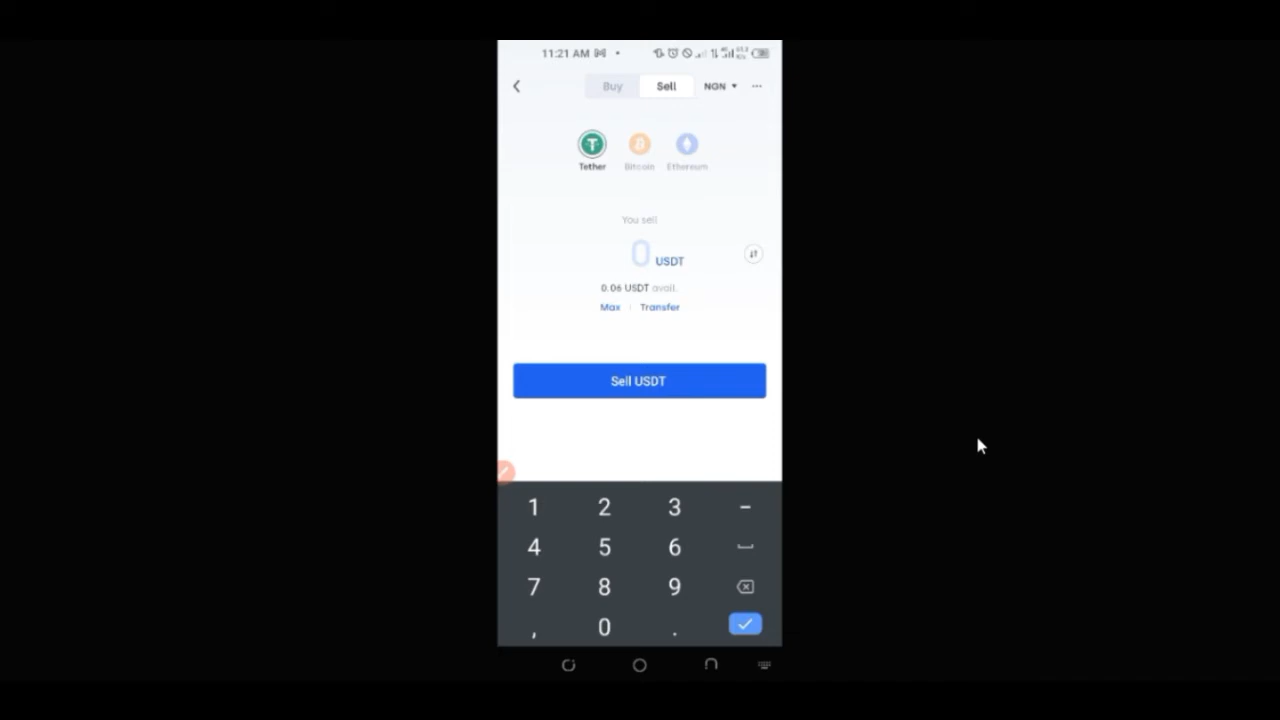 11:21 AM
Buy Sell NGN
Tether Bitcoin Ethereum
You sell
0 USDT
0.06 USDT avail.
Max Transfer
Sell USDT
1 2 3 -
4 5 6
7 8 9
, 0 .